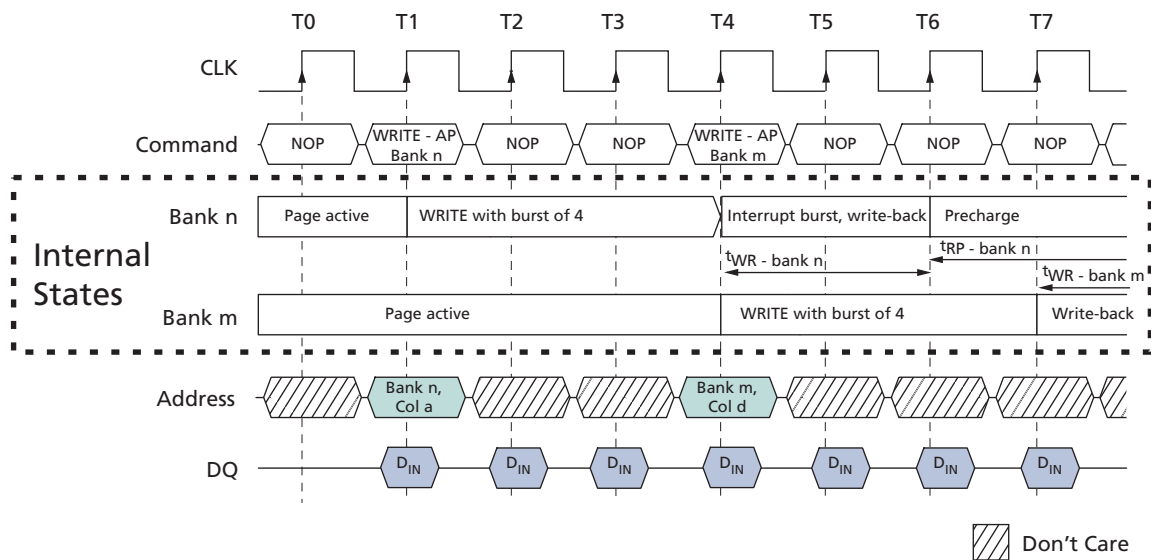 T0 T1 T2 T3 T4 T5 T6 T7
CLK
Command NOP WRITE - AP Bank n NOP NOP WRITE - AP Bank m NOP NOP NOP
Internal States
Bank n Page active WRITE with burst of 4 Interrupt burst, write-back Precharge
tWR - bank n tRP - bank n
tWR - bank m
Bank m Page active WRITE with burst of 4 Write-back
Address Bank n, Col a Bank m, Col d
DQ DIN DIN DIN DIN DIN DIN DIN
Don't Care